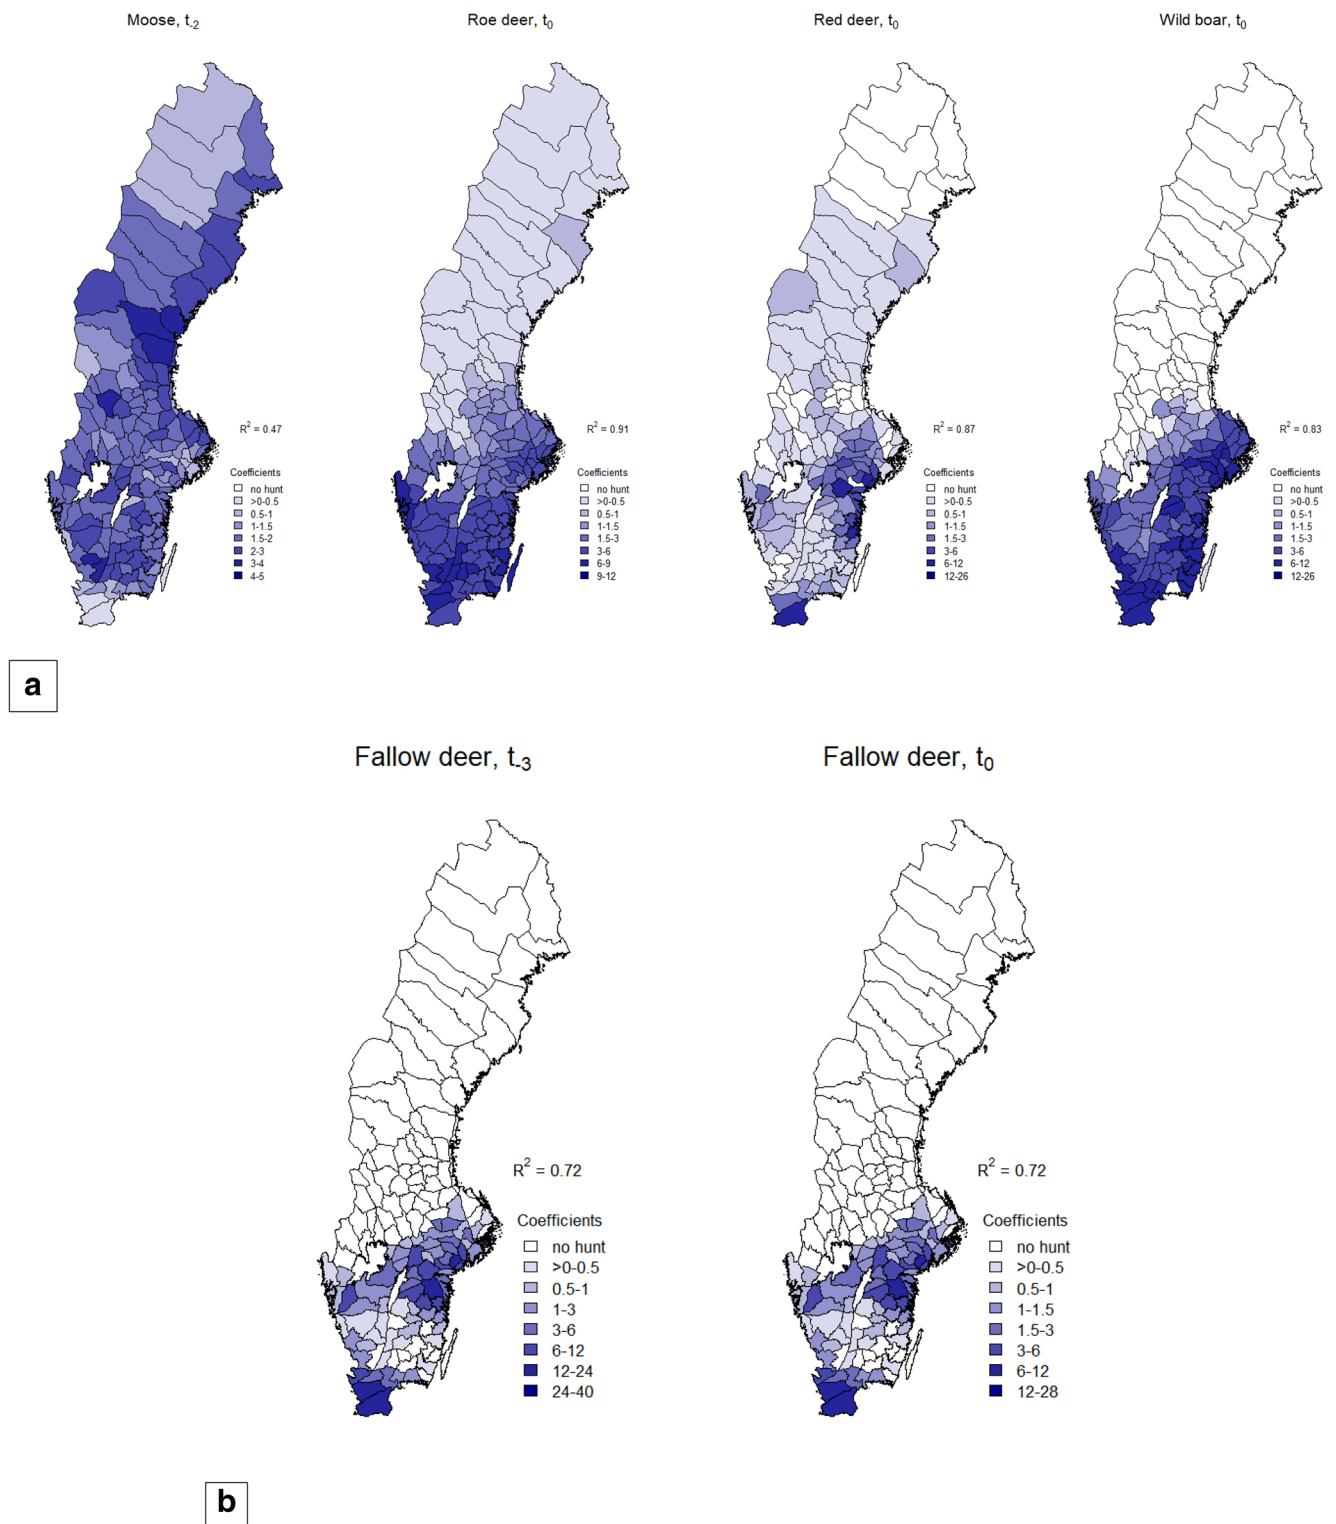 Moose, t-2
Roe deer, t0
Red deer, t0
Wild boar, t0
R2 = 0.47
Coefficients
no hunt
>0-0.5
0.5-1
1-1.5
1.5-2
2-3
3-4
4-5
R2 = 0.91
Coefficients
no hunt
>0-0.5
0.5-1
1-1.5
1.5-3
3-6
6-9
9-12
R2 = 0.87
Coefficients
no hunt
>0-0.5
0.5-1
1-1.5
1.5-3
3-6
6-12
12-26
R2 = 0.83
Coefficients
no hunt
>0-0.5
0.5-1
1-1.5
1.5-3
3-6
6-12
12-26
a
Fallow deer, t-3
Fallow deer, t0
R2 = 0.72
Coefficients
no hunt
>0-0.5
0.5-1
1-3
3-6
6-12
12-24
24-40
R2 = 0.72
Coefficients
no hunt
>0-0.5
0.5-1
1-1.5
1.5-3
3-6
6-12
12-28
b